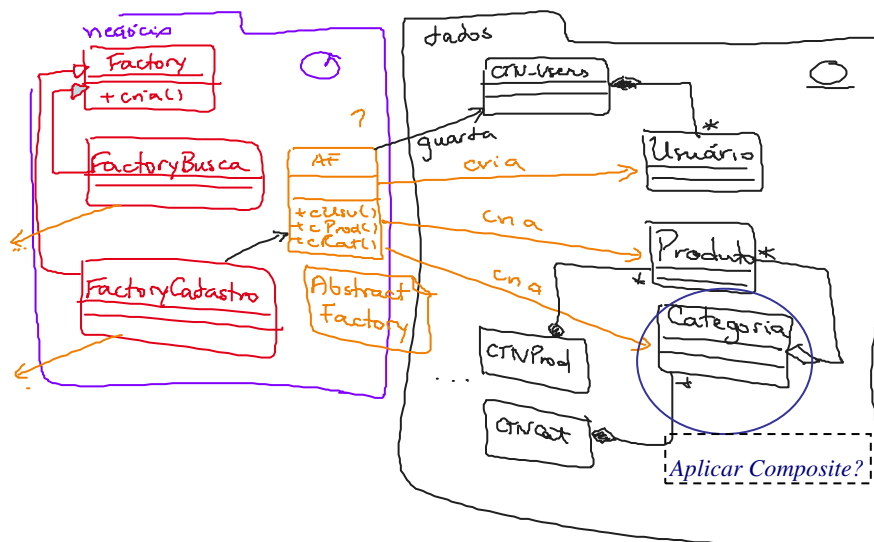 negócio
Factory
+ cria()
FactoryBusca
FactoryCadastro
?
AF
+ cUsu()
+ cProd()
+ cCat()
Abstract
Factory
dados
CTN-Users
guarda
*
Usuário
cria
cria
Produto
*
*
cria
Categoria
*
CTNProd
...
CTNCat
Aplicar Composite?